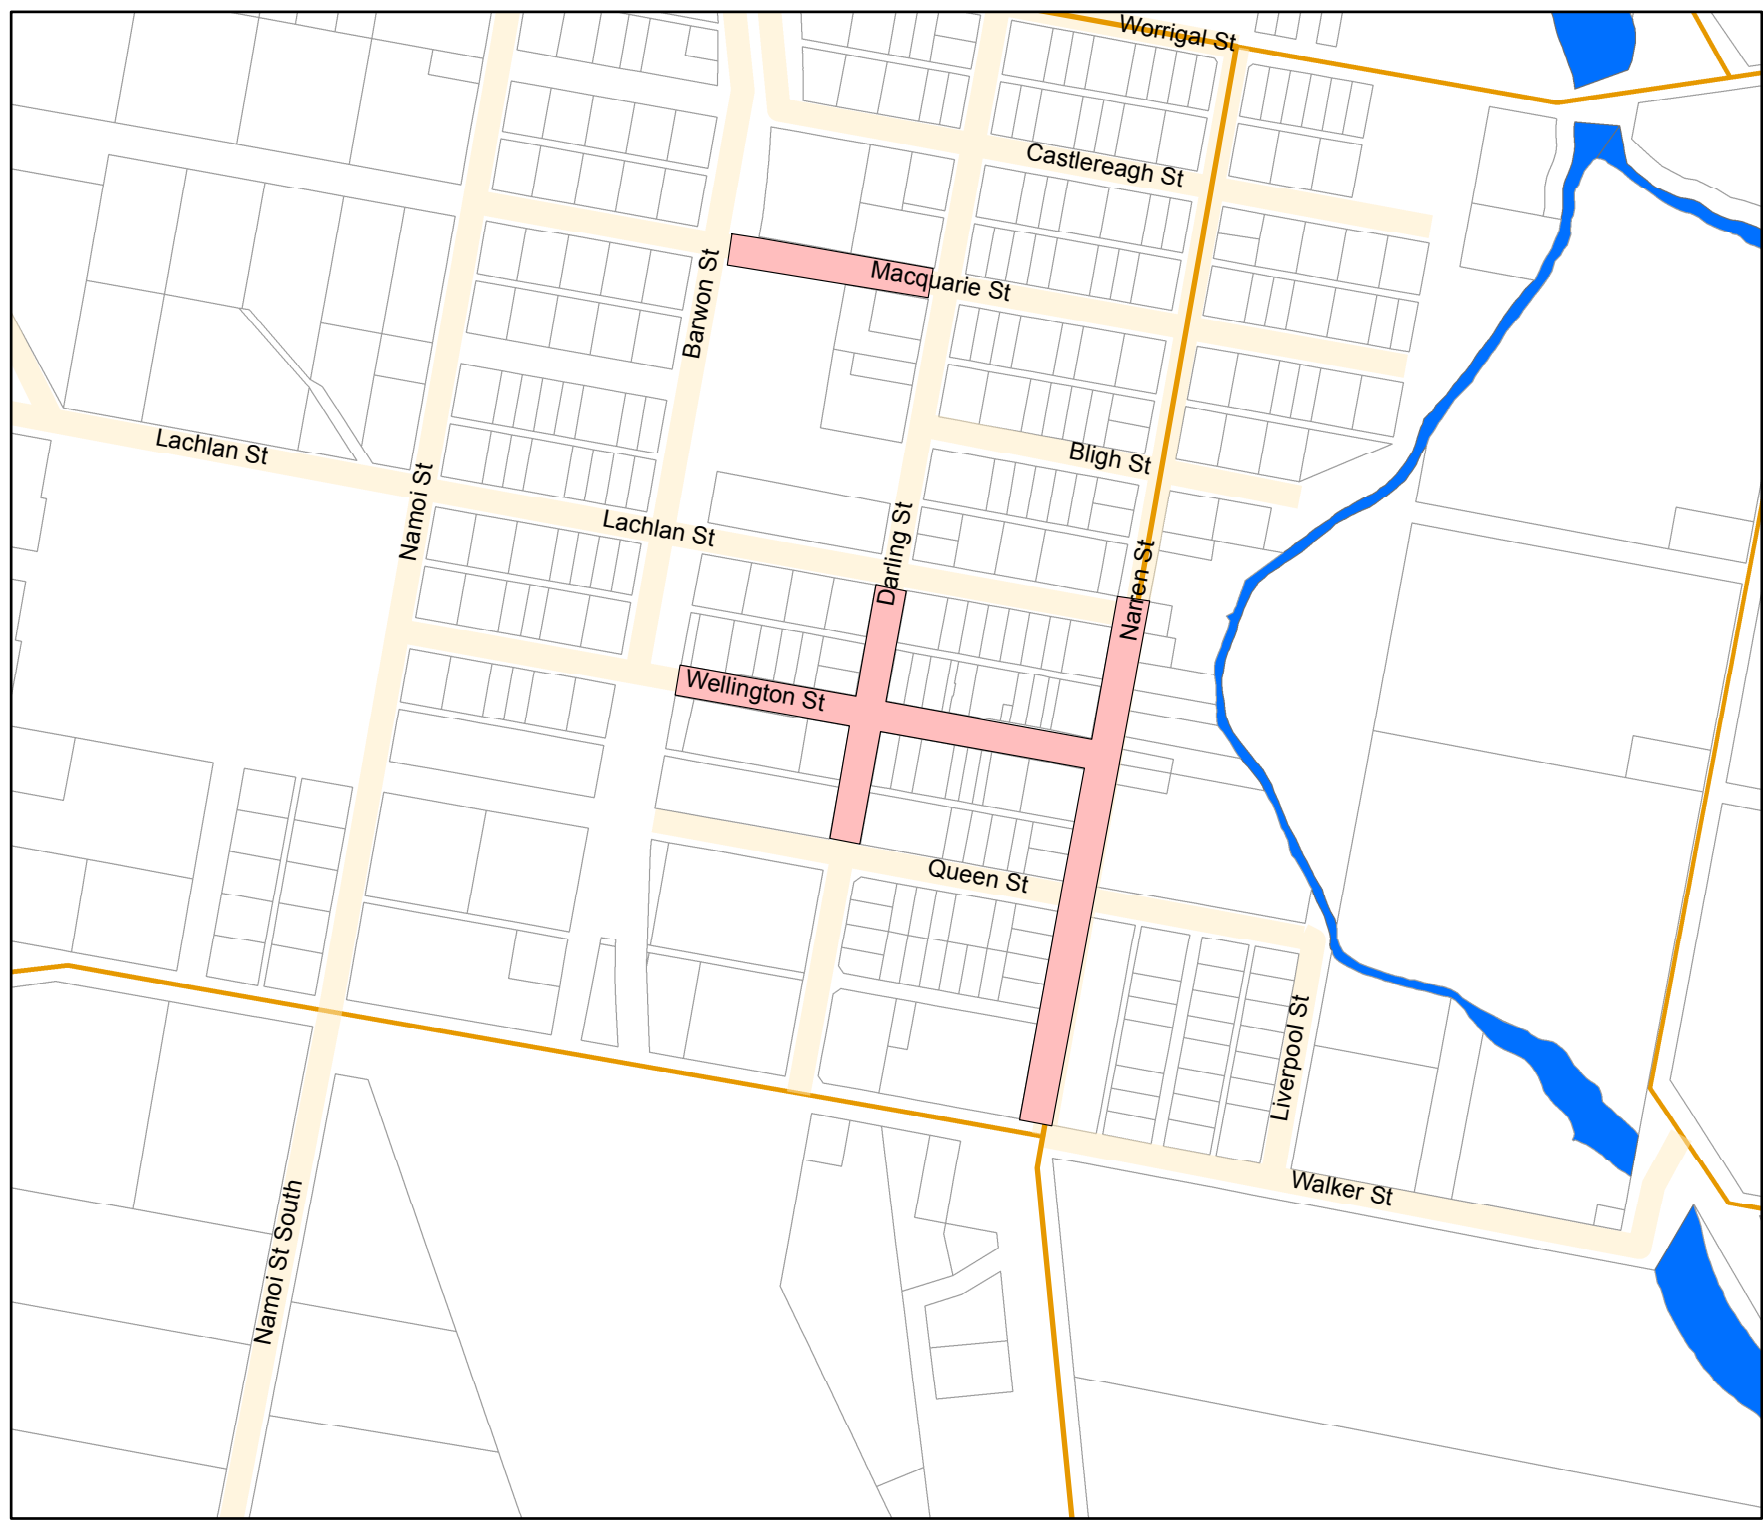 Worrigal St
Castlereagh St
Macquarie St
Barwon St
Lachlan St
Bligh St
Namoi St
Lachlan St
Darling St
Narren St
Wellington St
Queen St
Liverpool St
Walker St
Namoi St South